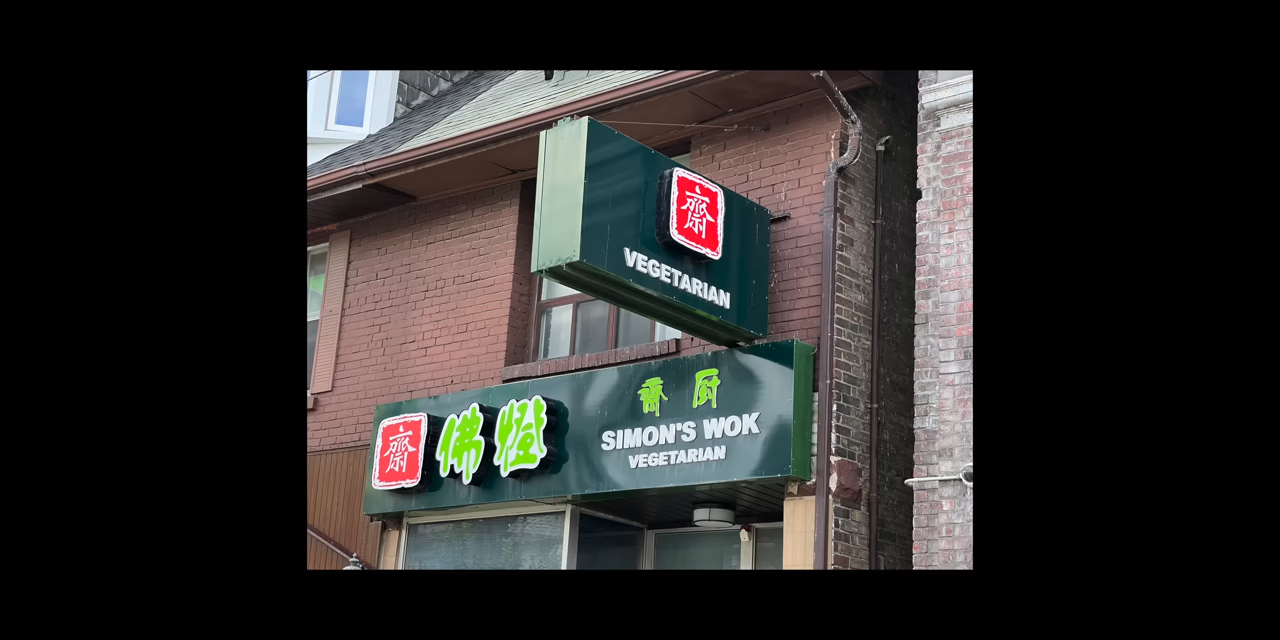 齋
VEGETARIAN
齋 佛燈
齋厨
SIMON'S WOK
VEGETARIAN